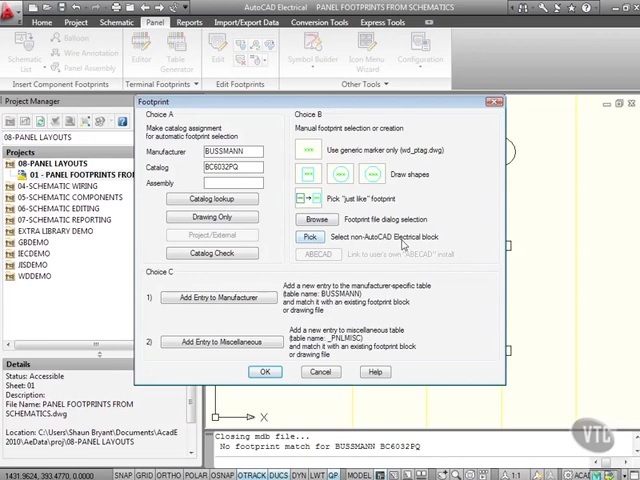 AutoCAD Electrical PANEL FOOTPRINTS FROM SCHEMATICS
Home Project Schematic Panel Reports Import/Export Data Conversion Tools Express Tools
Schematic List
Balloon
Wire Annotation
Panel Assembly
Editor
Table Generator
Edit
Symbol Builder
Icon Menu Wizard
Configuration
Insert Component Footprints
Terminal Footprints
Edit Footprints
Other Tools
Project Manager
08-PANEL LAYOUTS
Projects
08-PANEL LAYOUTS
01 - PANEL FOOTPRINTS FROM
04-SCHEMATIC WIRING
05-SCHEMATIC COMPONENTS
06-SYMBOL EDITING
07-SYSTEM REPORTING
EXTRA LIBRARY DEMO
GBDEMO
IECDEMO
JISDEMO
WDDEMO
Details
Status: Accessible
Sheet: 01
Description:
File Name: PANEL FOOTPRINTS FROM SCHEMATICS.dwg
File Location: C:\Users\Shaun Bryant\Documents\AcadE 2010\AeData\proj\08-PANEL LAYOUTS
Footprint
Choice A
Make catalog assignment
for automatic footprint selection
Manufacturer BUSSMANN
Catalog BC6032PQ
Assembly
Catalog lookup
Drawing Only
Project/External
Catalog Check
Choice B
Manual footprint selection or creation
Use generic marker only (wd_ptag.dwg)
Draw shapes
Pick "just like" footprint
Browse Footprint file dialog selection
Pick Select non-AutoCAD Electrical block
ABECAD Link to user's own "ABECAD" install
Choice C
1) Add Entry to Manufacturer
Add a new entry to the manufacturer-specific table
(table name: BUSSMANN)
and match it with an existing footprint block
or drawing file
2) Add Entry to Miscellaneous
Add a new entry to miscellaneous table
(table name: _PNLMISC)
and match it with an existing footprint block
or drawing file
OK Cancel Help
X
Closing mdb file...
No footprint match for BUSSMANN BC6032PQ
VTC
1431.9624, 393.4770, 0.0000 SNAP GRID ORTHO POLAR OSNAP OTRACK DUCS DYN LWT QP MODEL 1:1